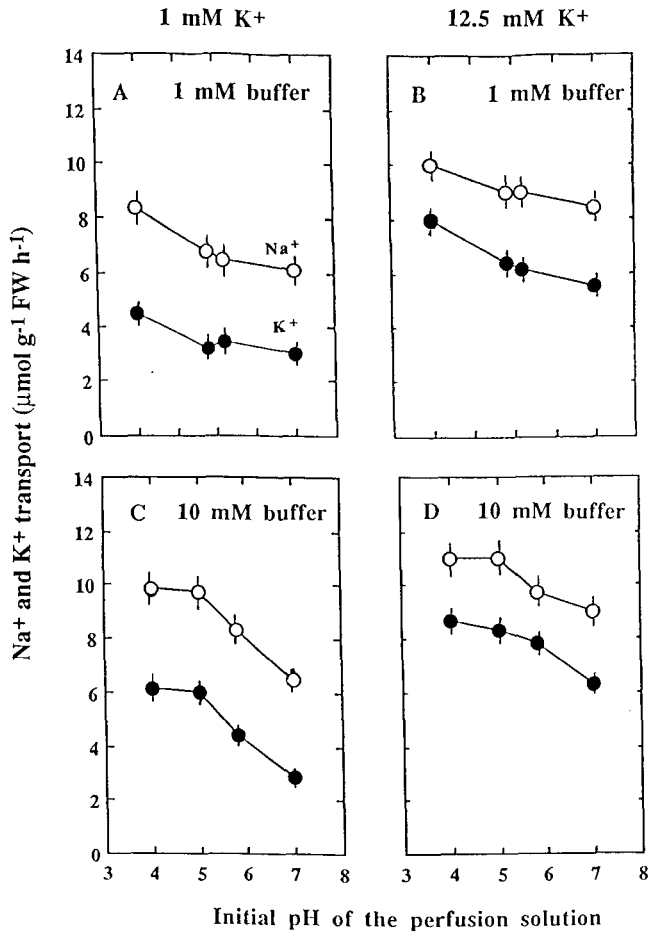 1 mM K+ 12.5 mM K+
14
12
10
8
6
4
2
0
A 1 mM buffer
Na+
K+
B 1 mM buffer
14
12
10
8
6
4
2
0
C 10 mM buffer
D 10 mM buffer
3 4 5 6 7 8
3 4 5 6 7 8
Na+ and K+ transport (µmol g-1 FW h-1)
Initial pH of the perfusion solution